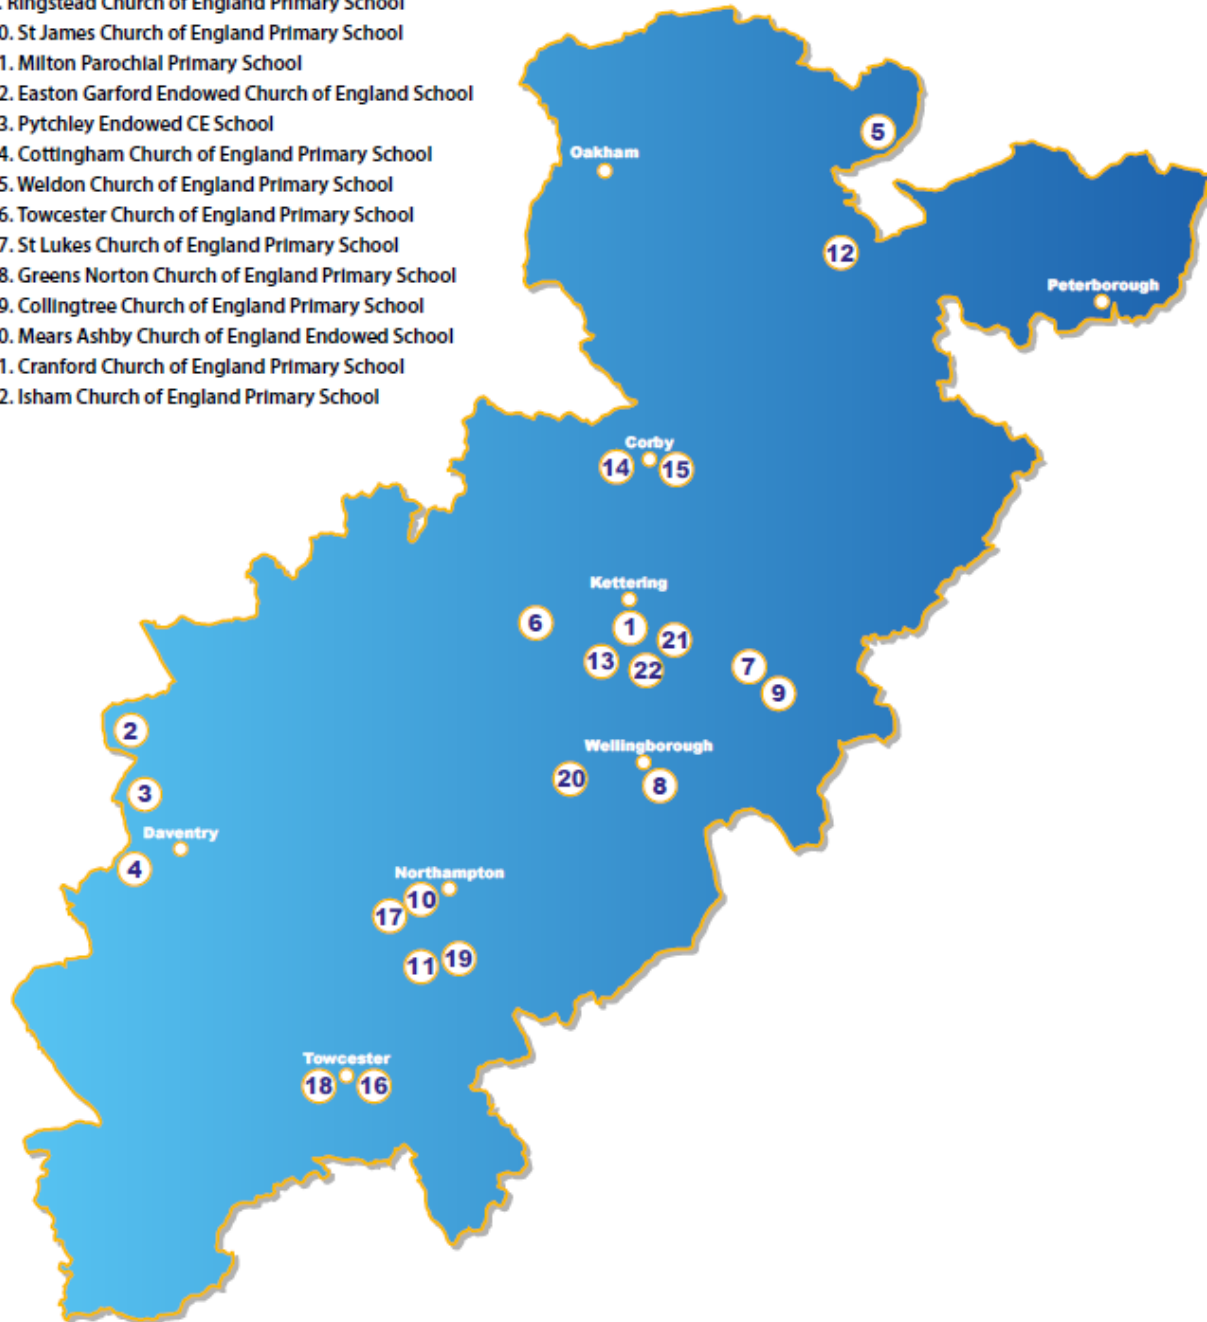 . Ringstead Church of England Primary School
0. St James Church of England Primary School
1. Milton Parochial Primary School
2. Easton Garford Endowed Church of England School
3. Pytchley Endowed CE School
4. Cottingham Church of England Primary School
5. Weldon Church of England Primary School
6. Towcester Church of England Primary School
7. St Lukes Church of England Primary School
8. Greens Norton Church of England Primary School
9. Collingtree Church of England Primary School
0. Mears Ashby Church of England Endowed School
1. Cranford Church of England Primary School
2. Isham Church of England Primary School
5
Oakham
12
Peterborough
Corby
14
15
Kettering
6
1
21
13
22
7
9
2
Wellingborough
20
8
3
Daventry
4
Northampton
10
17
11
19
Towcester
18
16